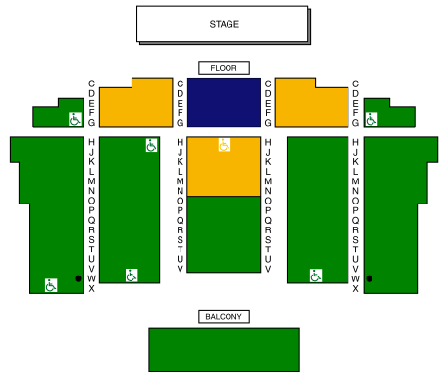 STAGE
FLOOR
C C C C
D D D D
E E E E
F F F F
G G G G
H H H H
J J J J
K K K K
L L L L
M M M M
N N N N
O O O O
P P P P
Q Q Q Q
R R R R
S S S S
T T T T
U U U U
V V V V
W W
X X
BALCONY